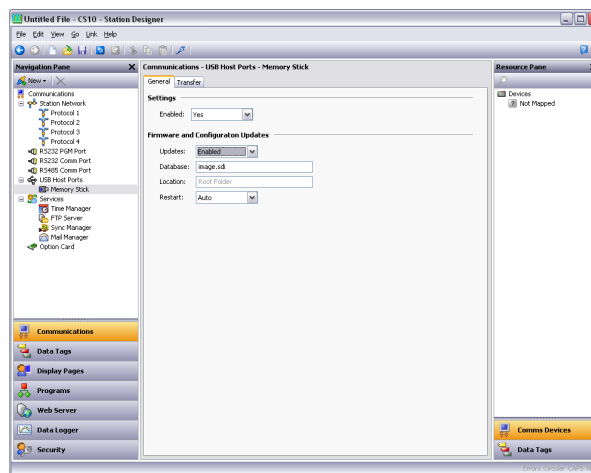 Untitled File - CS10 - Station Designer
File Edit View Go Link Help
Navigation Pane
New
Communications
Station Network
Protocol 1
Protocol 2
Protocol 3
Protocol 4
RS232 PGM Port
RS232 Comm Port
RS485 Comm Port
USB Host Ports
Memory Stick
Services
Time Manager
FTP Server
Sync Manager
Mail Manager
Option Card
Communications
Data Tags
Display Pages
Programs
Web Server
Data Logger
Security
Communications - USB Host Ports - Memory Stick
General Transfer
Settings
Enabled: Yes
Firmware and Configuraton Updates
Updates: Enabled
Database: image.sdi
Location: Root Folder
Restart: Auto
Resource Pane
Devices
Not Mapped
Comms Devices
Data Tags
Errors Circular CAPS